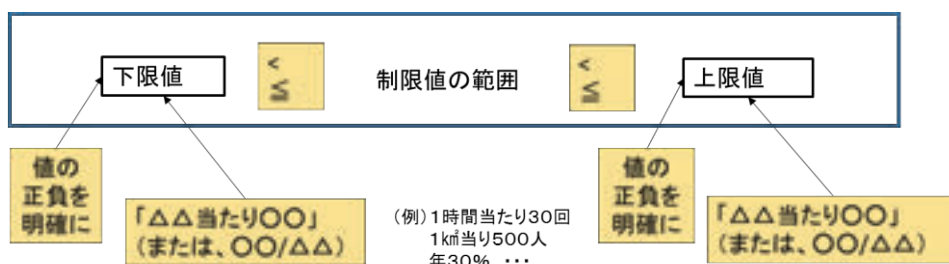 下限値
<
≦
制限値の範囲
<
≦
上限値
値の
正負を
明確に
「△△当たり〇〇」
(または、〇〇/△△)
(例)1時間当たり30回
1㎢当り500人
年30% ・・・
値の
正負を
明確に
「△△当たり〇〇」
(または、〇〇/△△)